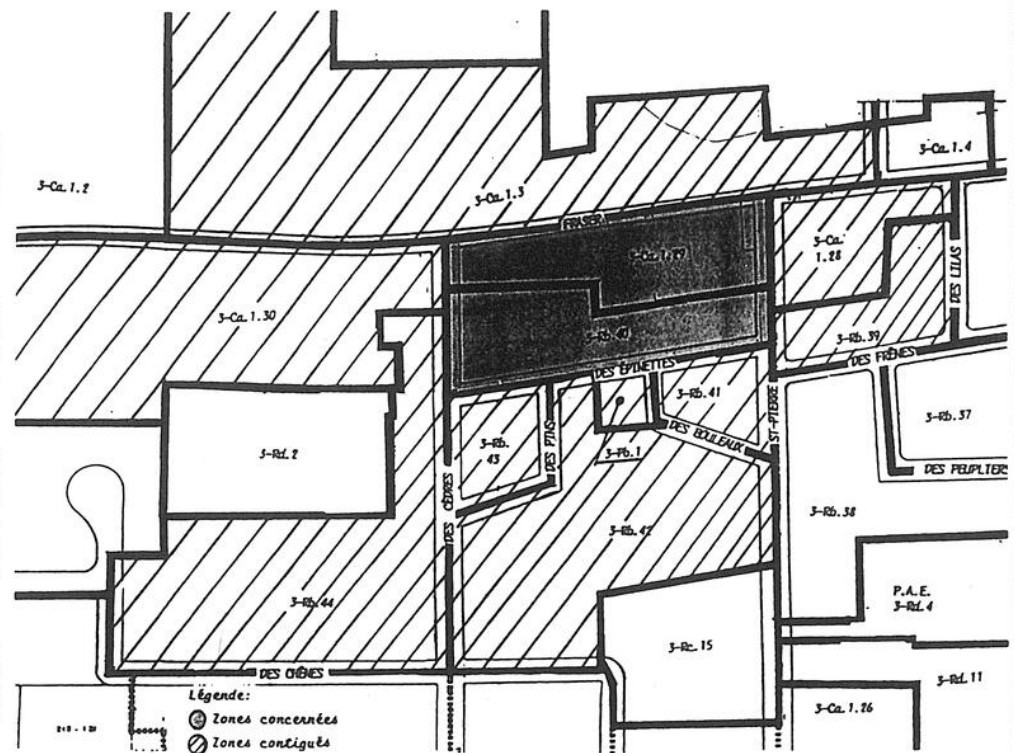 3-Ca.1.4
3-Ca.1.2
3-Ca.1.3
FRASER
3-Ca.1.29
3-Ca
1.28
DES LILAS
3-Ca.1.30
3-Rb.40
3-Rb.39
DES ÉPINETTES
DES FRÊNES
3-Rb.41
ST-PIERRE
3-Rb.37
3-Rd.2
3-Rb.
43
DES PINS
3-Pb.1
DES BOULEAUX
DES PEUPLIERS
DES CÈDRES
3-Rb.38
3-Rb.42
P.A.E.
3-Rd.4
3-Rb.44
3-Rc.15
DES CHÊNES
3-Rd.11
3-Ca.1.26
Légende:
Zones concernées
Zones contiguës